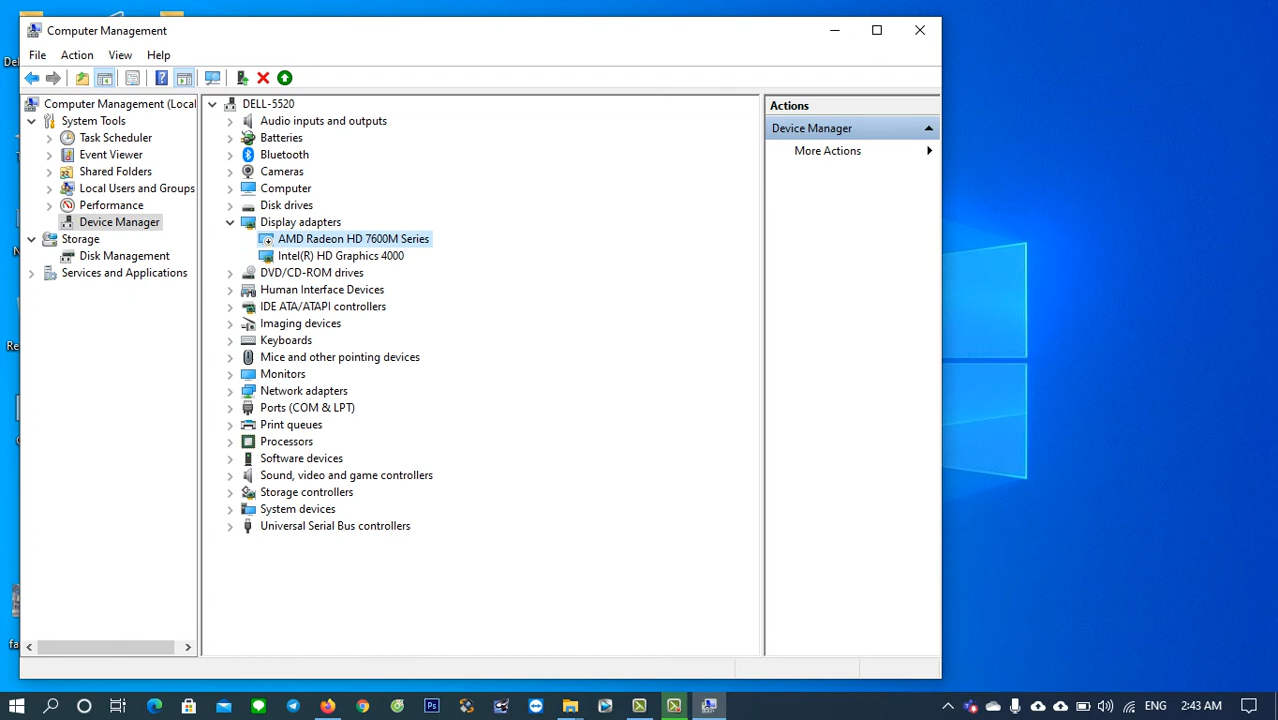 Computer Management
File Action View Help
Computer Management (Local
System Tools
Task Scheduler
Event Viewer
Shared Folders
Local Users and Groups
Performance
Device Manager
Storage
Disk Management
Services and Applications
DELL-5520
Audio inputs and outputs
Batteries
Bluetooth
Cameras
Computer
Disk drives
Display adapters
AMD Radeon HD 7600M Series
Intel(R) HD Graphics 4000
DVD/CD-ROM drives
Human Interface Devices
IDE ATA/ATAPI controllers
Imaging devices
Keyboards
Mice and other pointing devices
Monitors
Network adapters
Ports (COM & LPT)
Print queues
Processors
Software devices
Sound, video and game controllers
Storage controllers
System devices
Universal Serial Bus controllers
Actions
Device Manager
More Actions
Ps
ENG 2:43 AM